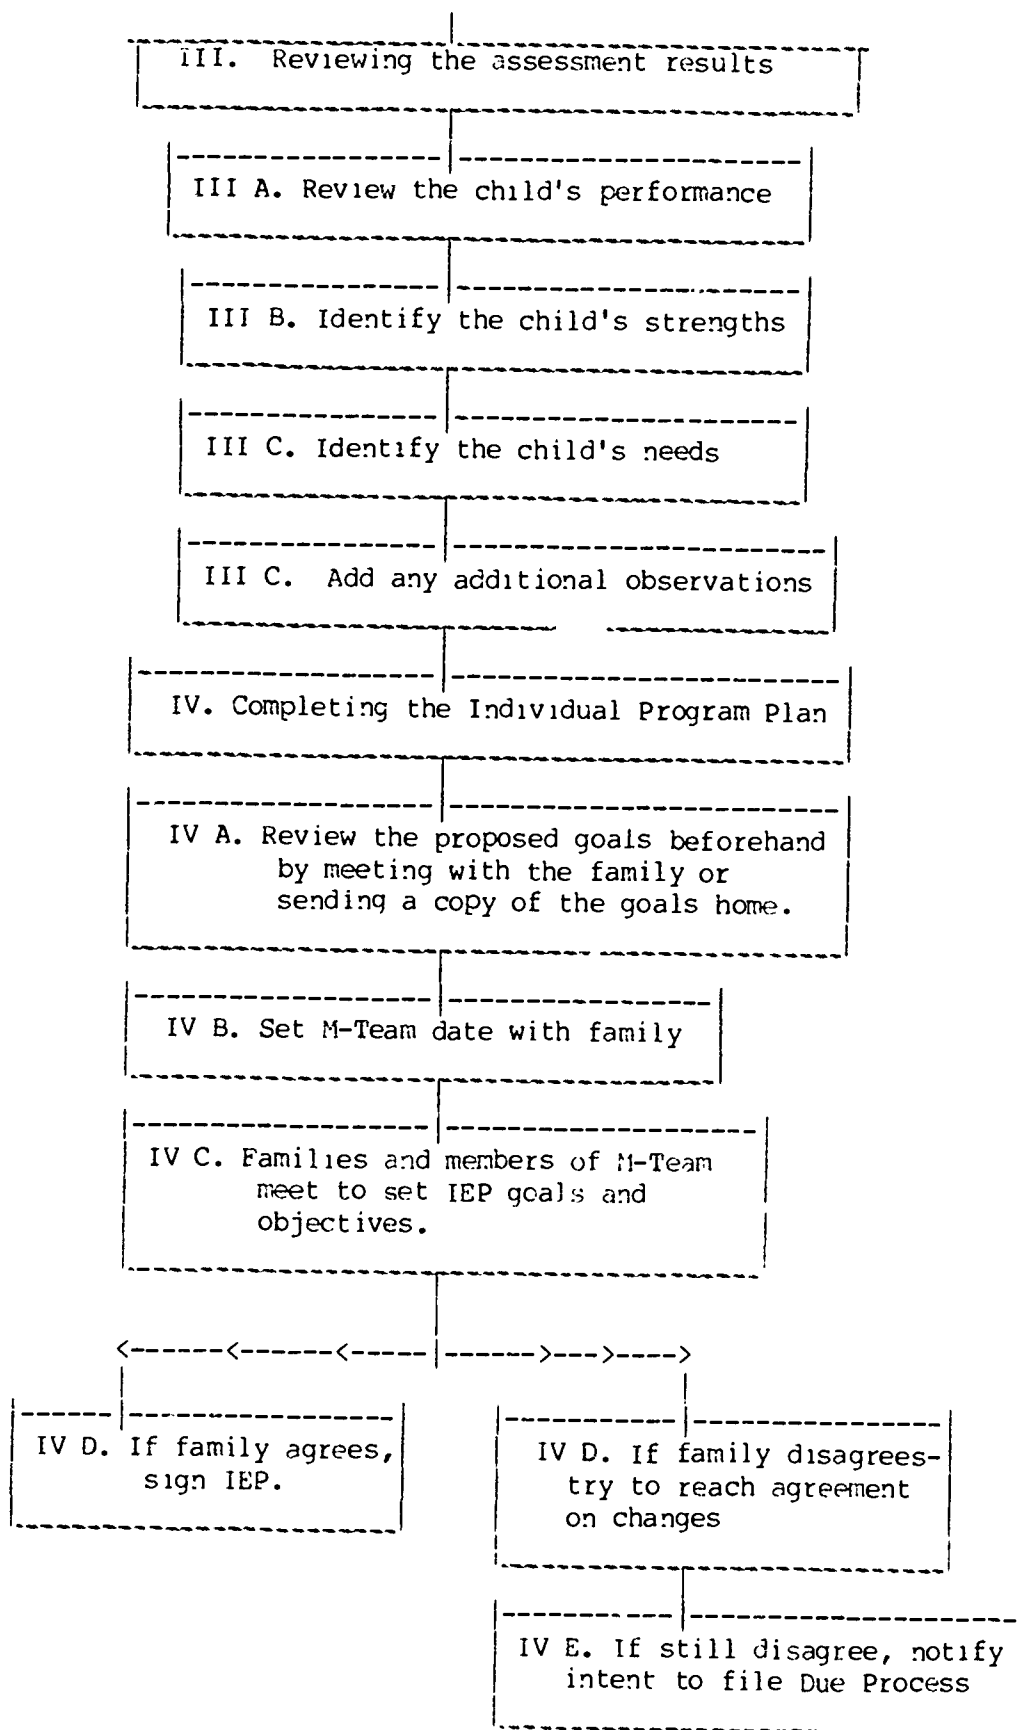 III. Reviewing the assessment results
III A. Review the child's performance
III B. Identify the child's strengths
III C. Identify the child's needs
III C. Add any additional observations
IV. Completing the Individual Program Plan
IV A. Review the proposed goals beforehand
by meeting with the family or
sending a copy of the goals home.
IV B. Set M-Team date with family
IV C. Families and members of M-Team
meet to set IEP goals and
objectives.
IV D. If family agrees,
sign IEP.
IV D. If family disagrees-
try to reach agreement
on changes
IV E. If still disagree, notify
intent to file Due Process